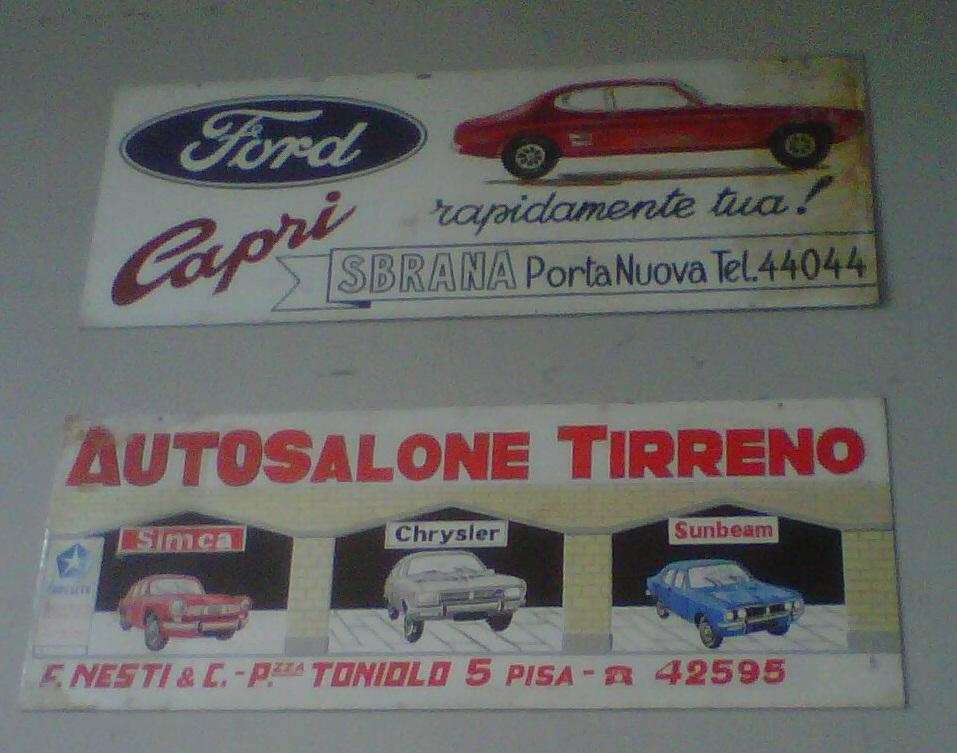 Ford
Capri
rapidamente tua!
SBRANA Porta Nuova Tel. 44044
AUTOSALONE TIRRENO
Simca
Chrysler
Sunbeam
CHRYSLER
F. NESTI & C. - P.ZZA TONIOLO 5 PISA - ☎ 42595